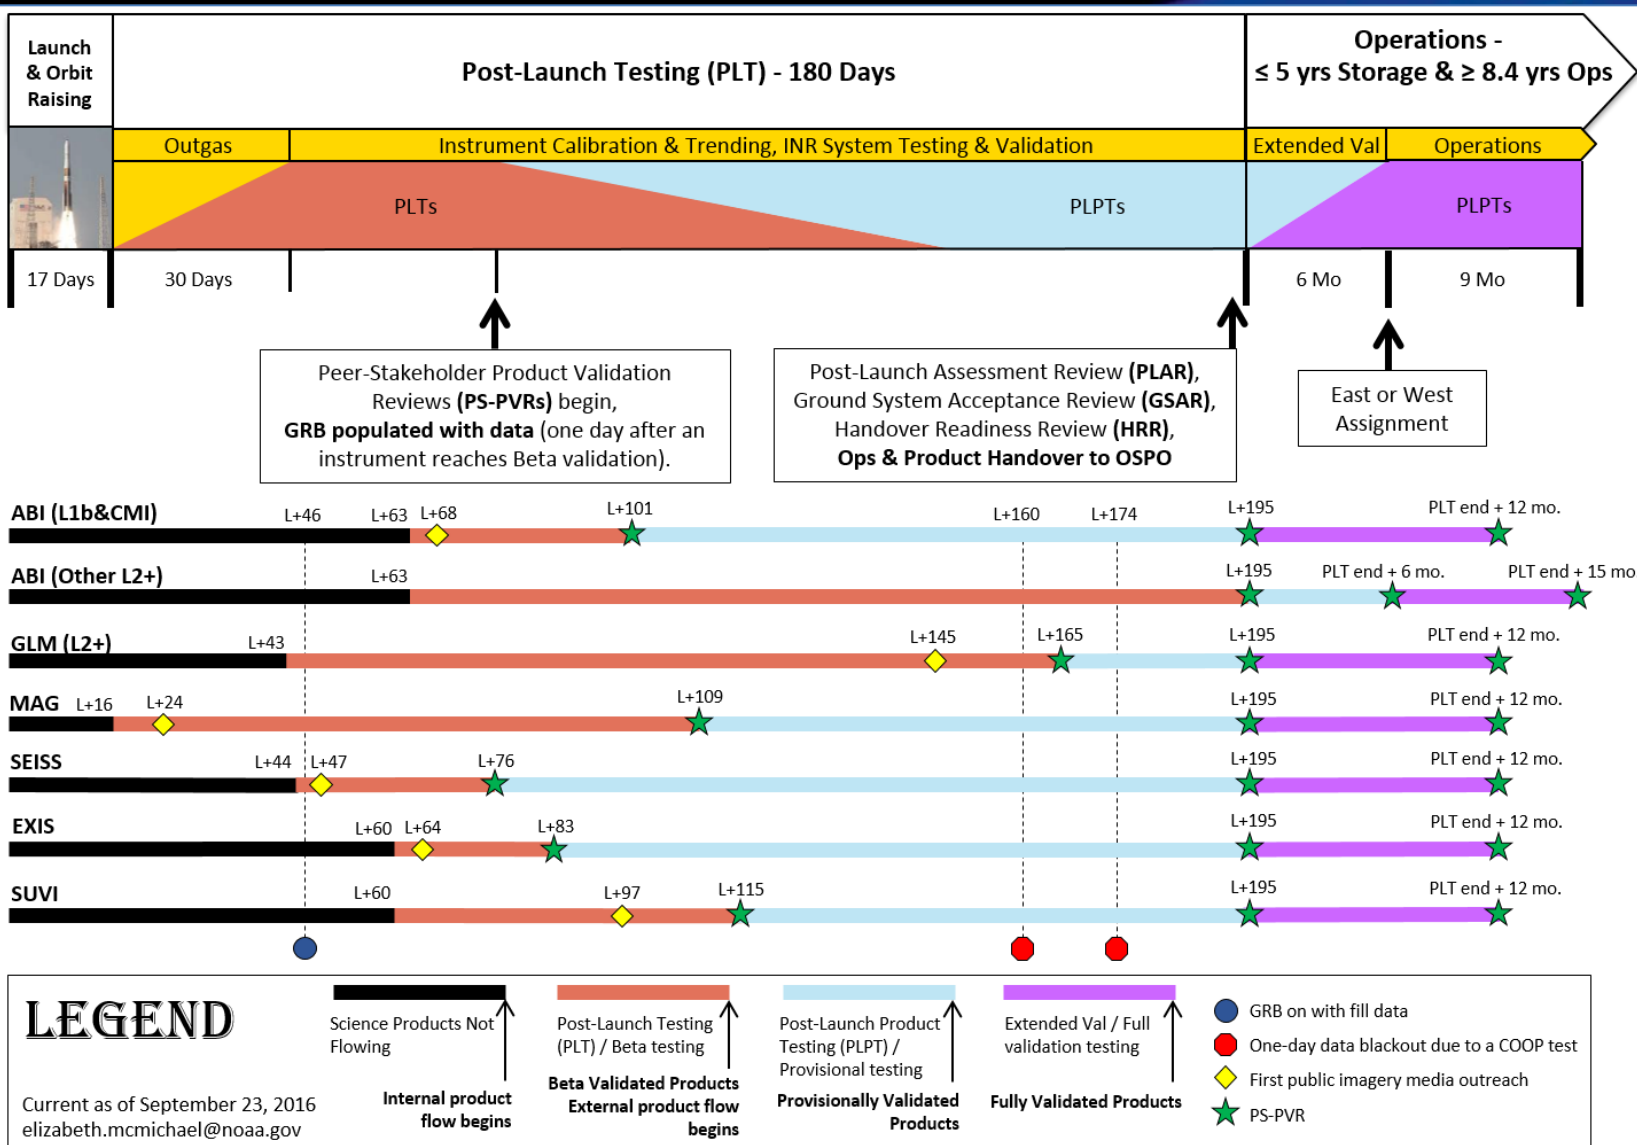 Launch
& Orbit
Raising
Post-Launch Testing (PLT) - 180 Days
Operations -
≤ 5 yrs Storage & ≥ 8.4 yrs Ops
Outgas
Instrument Calibration & Trending, INR System Testing & Validation
Extended Val
Operations
PLTs
PLPTs
PLPTs
17 Days
30 Days
6 Mo
9 Mo
Peer-Stakeholder Product Validation
Reviews (PS-PVRs) begin,
GRB populated with data (one day after an
instrument reaches Beta validation).
Post-Launch Assessment Review (PLAR),
Ground System Acceptance Review (GSAR),
Handover Readiness Review (HRR),
Ops & Product Handover to OSPO
East or West
Assignment
ABI (L1b&CMI)
L+46
L+63
L+68
L+101
L+160
L+174
L+195
PLT end + 12 mo.
ABI (Other L2+)
L+63
L+195
PLT end + 6 mo.
PLT end + 15 mo
GLM (L2+)
L+43
L+145
L+165
L+195
PLT end + 12 mo.
MAG
L+16
L+24
L+109
L+195
PLT end + 12 mo.
SEISS
L+44
L+47
L+76
L+195
PLT end + 12 mo.
EXIS
L+60
L+64
L+83
L+195
PLT end + 12 mo.
SUVI
L+60
L+97
L+115
L+195
PLT end + 12 mo.
LEGEND
Current as of September 23, 2016
elizabeth.mcmichael@noaa.gov
Science Products Not
Flowing
Internal product
flow begins
Post-Launch Testing
(PLT) / Beta testing
Beta Validated Products
External product flow
begins
Post-Launch Product
Testing (PLPT) /
Provisional testing
Provisionally Validated
Products
Extended Val / Full
validation testing
Fully Validated Products
GRB on with fill data
One-day data blackout due to a COOP test
First public imagery media outreach
PS-PVR